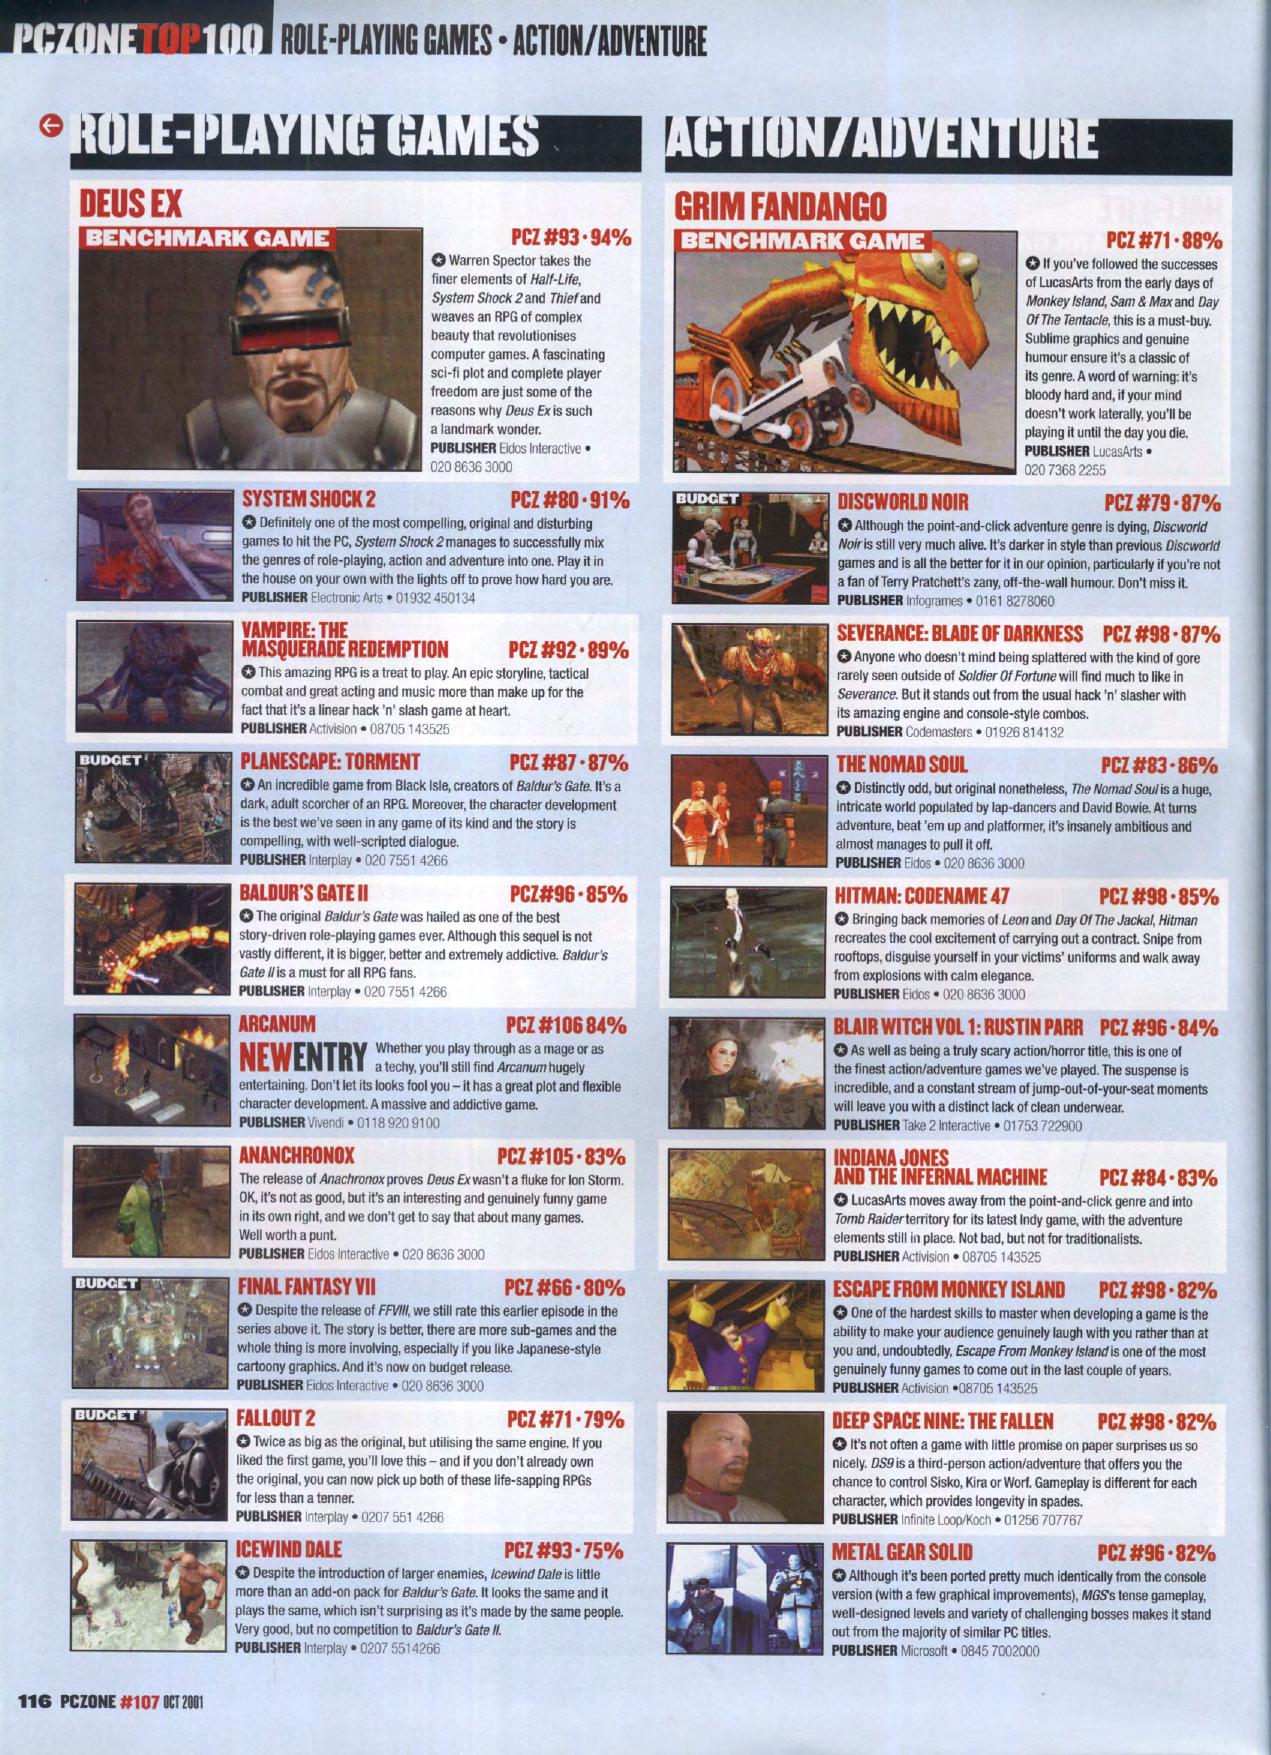 PCZONETOP100 ROLE-PLAYING GAMES • ACTION/ADVENTURE
ROLE-PLAYING GAMES
DEUS EX
BENCHMARK GAME
PCZ #93 • 94%
Warren Spector takes the
finer elements of Half-Life,
System Shock 2 and Thief and
weaves an RPG of complex
beauty that revolutionises
computer games. A fascinating
sci-fi plot and complete player
freedom are just some of the
reasons why Deus Ex is such
a landmark wonder.
PUBLISHER Eidos Interactive •
020 8636 3000
SYSTEM SHOCK 2 PCZ #80 • 91%
Definitely one of the most compelling, original and disturbing
games to hit the PC, System Shock 2 manages to successfully mix
the genres of role-playing, action and adventure into one. Play it in
the house on your own with the lights off to prove how hard you are.
PUBLISHER Electronic Arts • 01932 450134
VAMPIRE: THE
MASQUERADE REDEMPTION PCZ #92 • 89%
This amazing RPG is a treat to play. An epic storyline, tactical
combat and great acting and music more than make up for the
fact that it's a linear hack 'n' slash game at heart.
PUBLISHER Activision • 08705 143525
BUDGET
PLANESCAPE: TORMENT PCZ #87 • 87%
An incredible game from Black Isle, creators of Baldur's Gate. It's a
dark, adult scorcher of an RPG. Moreover, the character development
is the best we've seen in any game of its kind and the story is
compelling, with well-scripted dialogue.
PUBLISHER Interplay • 020 7551 4266
BALDUR'S GATE II PCZ#96 • 85%
The original Baldur's Gate was hailed as one of the best
story-driven role-playing games ever. Although this sequel is not
vastly different, it is bigger, better and extremely addictive. Baldur's
Gate II is a must for all RPG fans.
PUBLISHER Interplay • 020 7551 4266
ARCANUM PCZ #106 84%
NEWENTRY Whether you play through as a mage or as
a techy, you'll still find Arcanum hugely
entertaining. Don't let its looks fool you – it has a great plot and flexible
character development. A massive and addictive game.
PUBLISHER Vivendi • 0118 920 9100
ANANCHRONOX PCZ #105 • 83%
The release of Anachronox proves Deus Ex wasn't a fluke for Ion Storm.
OK, it's not as good, but it's an interesting and genuinely funny game
in its own right, and we don't get to say that about many games.
Well worth a punt.
PUBLISHER Eidos Interactive • 020 8636 3000
BUDGET
FINAL FANTASY VII PCZ #66 • 80%
Despite the release of FFVIII, we still rate this earlier episode in the
series above it. The story is better, there are more sub-games and the
whole thing is more involving, especially if you like Japanese-style
cartoony graphics. And it's now on budget release.
PUBLISHER Eidos Interactive • 020 8636 3000
BUDGET
FALLOUT 2 PCZ #71 • 79%
Twice as big as the original, but utilising the same engine. If you
liked the first game, you'll love this – and if you don't already own
the original, you can now pick up both of these life-sapping RPGs
for less than a tenner.
PUBLISHER Interplay • 0207 551 4266
ICEWIND DALE PCZ #93 • 75%
Despite the introduction of larger enemies, Icewind Dale is little
more than an add-on pack for Baldur's Gate. It looks the same and it
plays the same, which isn't surprising as it's made by the same people.
Very good, but no competition to Baldur's Gate II.
PUBLISHER Interplay • 0207 5514266
ACTION/ADVENTURE
GRIM FANDANGO
BENCHMARK GAME
PCZ #71 • 88%
If you've followed the successes
of LucasArts from the early days of
Monkey Island, Sam & Max and Day
Of The Tentacle, this is a must-buy.
Sublime graphics and genuine
humour ensure it's a classic of
its genre. A word of warning: it's
bloody hard and, if your mind
doesn't work laterally, you'll be
playing it until the day you die.
PUBLISHER LucasArts •
020 7368 2255
BUDGET
DISCWORLD NOIR PCZ #79 • 87%
Although the point-and-click adventure genre is dying, Discworld
Noir is still very much alive. It's darker in style than previous Discworld
games and is all the better for it in our opinion, particularly if you're not
a fan of Terry Pratchett's zany, off-the-wall humour. Don't miss it.
PUBLISHER Infogrames • 0161 8278060
SEVERANCE: BLADE OF DARKNESS PCZ #98 • 87%
Anyone who doesn't mind being splattered with the kind of gore
rarely seen outside of Soldier Of Fortune will find much to like in
Severance. But it stands out from the usual hack 'n' slasher with
its amazing engine and console-style combos.
PUBLISHER Codemasters • 01926 814132
THE NOMAD SOUL PCZ #83 • 86%
Distinctly odd, but original nonetheless, The Nomad Soul is a huge,
intricate world populated by lap-dancers and David Bowie. At turns
adventure, beat 'em up and platformer, it's insanely ambitious and
almost manages to pull it off.
PUBLISHER Eidos • 020 8636 3000
HITMAN: CODENAME 47 PCZ #98 • 85%
Bringing back memories of Leon and Day Of The Jackal, Hitman
recreates the cool excitement of carrying out a contract. Snipe from
rooftops, disguise yourself in your victims' uniforms and walk away
from explosions with calm elegance.
PUBLISHER Eidos • 020 8636 3000
BLAIR WITCH VOL 1: RUSTIN PARR PCZ #96 • 84%
As well as being a truly scary action/horror title, this is one of
the finest action/adventure games we've played. The suspense is
incredible, and a constant stream of jump-out-of-your-seat moments
will leave you with a distinct lack of clean underwear.
PUBLISHER Take 2 Interactive • 01753 722900
INDIANA JONES
AND THE INFERNAL MACHINE PCZ #84 • 83%
LucasArts moves away from the point-and-click genre and into
Tomb Raider territory for its latest Indy game, with the adventure
elements still in place. Not bad, but not for traditionalists.
PUBLISHER Activision • 08705 143525
ESCAPE FROM MONKEY ISLAND PCZ #98 • 82%
One of the hardest skills to master when developing a game is the
ability to make your audience genuinely laugh with you rather than at
you and, undoubtedly, Escape From Monkey Island is one of the most
genuinely funny games to come out in the last couple of years.
PUBLISHER Activision •08705 143525
DEEP SPACE NINE: THE FALLEN PCZ #98 • 82%
It's not often a game with little promise on paper surprises us so
nicely. DS9 is a third-person action/adventure that offers you the
chance to control Sisko, Kira or Worf. Gameplay is different for each
character, which provides longevity in spades.
PUBLISHER Infinite Loop/Koch • 01256 707767
METAL GEAR SOLID PCZ #96 • 82%
Although it's been ported pretty much identically from the console
version (with a few graphical improvements), MGS's tense gameplay,
well-designed levels and variety of challenging bosses makes it stand
out from the majority of similar PC titles.
PUBLISHER Microsoft • 0845 7002000
116 PCZONE #107 OCT 2001